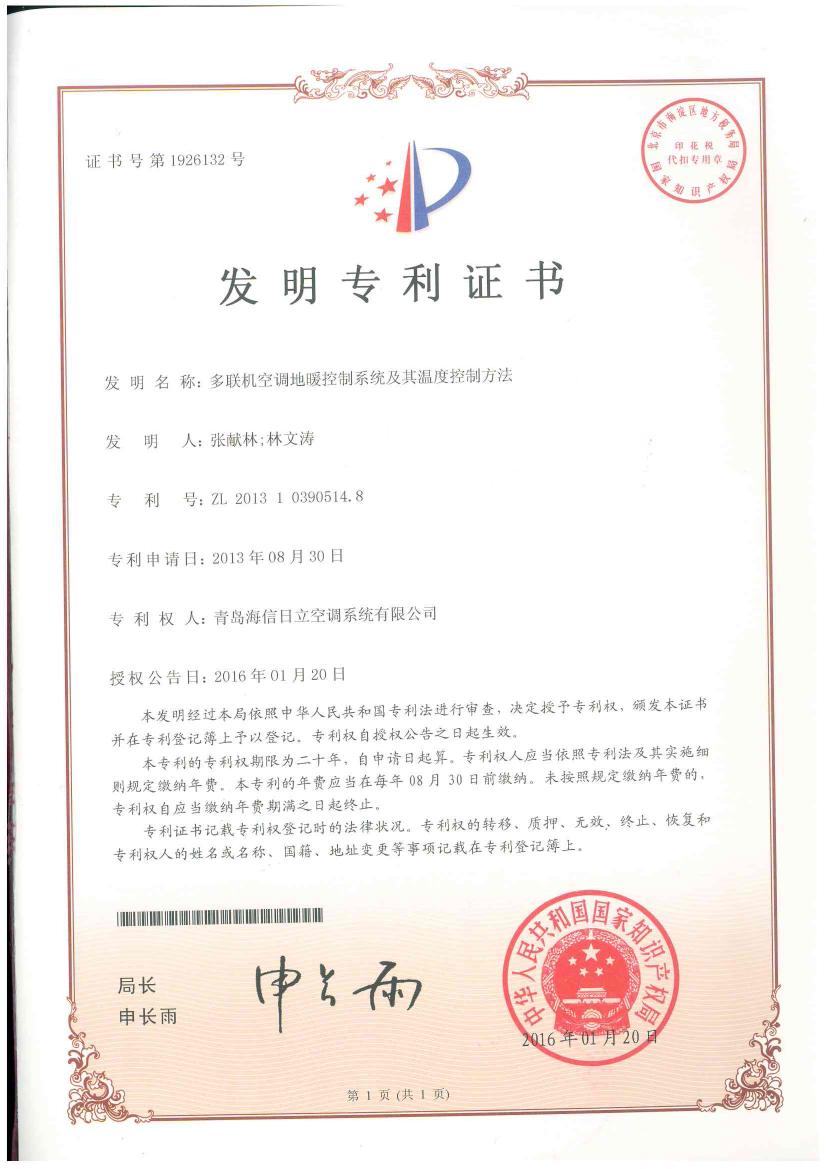 证书号第1926132号
北京市海淀区地方税务局
印花税
代扣专用章
国家知识产权局
发明专利证书
发明名称：多联机空调地暖控制系统及其温度控制方法
发明人：张献林;林文涛
专利号：ZL 2013 1 0390514.8
专利申请日：2013年08月30日
专利权人：青岛海信日立空调系统有限公司
授权公告日：2016年01月20日
本发明经过本局依照中华人民共和国专利法进行审查，决定授予专利权，颁发本证书
并在专利登记簿上予以登记。专利权自授权公告之日起生效。
本专利的专利权期限为二十年，自申请日起算。专利权人应当依照专利法及其实施细
则规定缴纳年费。本专利的年费应当在每年08月30日前缴纳。未按照规定缴纳年费的，
专利权自应当缴纳年费期满之日起终止。
专利证书记载专利权登记时的法律状况。专利权的转移、质押、无效、终止、恢复和
专利权人的姓名或名称、国籍、地址变更等事项记载在专利登记簿上。
局长
申长雨
申长雨
中华人民共和国国家知识产权局
2016年01月20日
第1页(共1页)